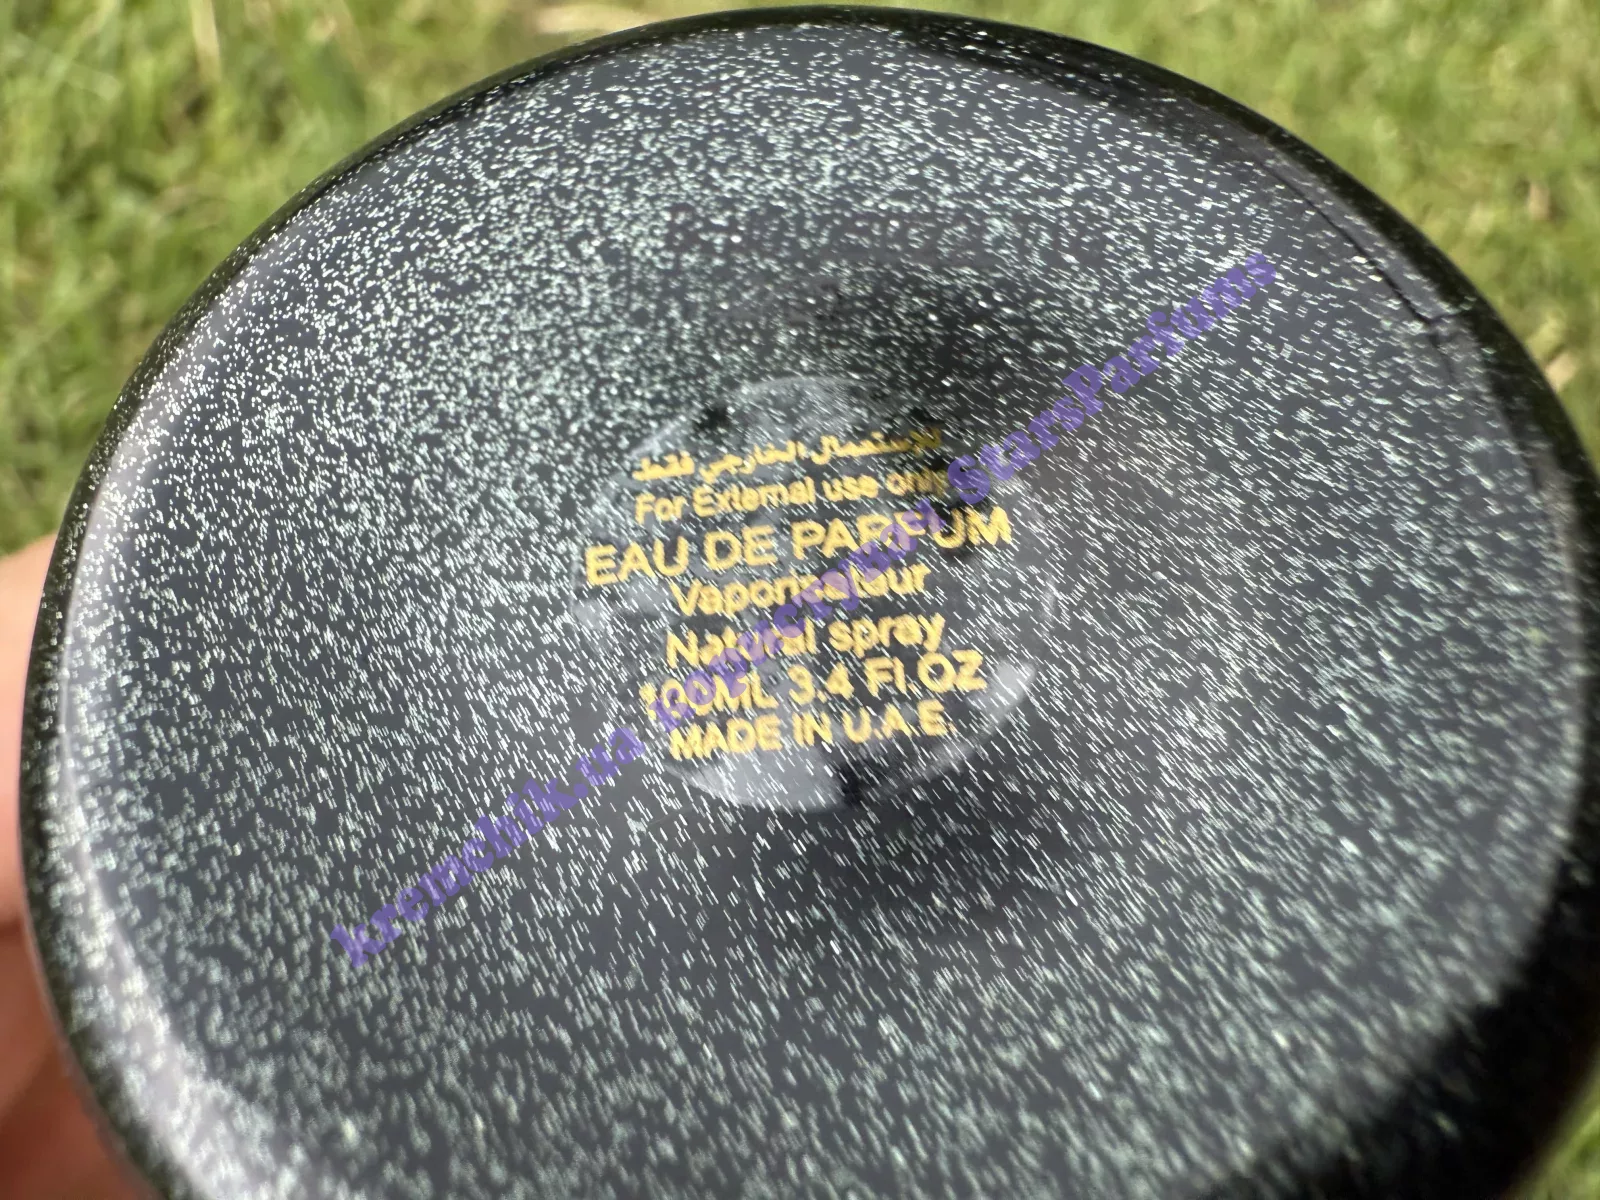 للإستعمال الخارجي فقط
For External use only
EAU DE PARFUM
Vaporisateur
Natural spray
100ML 3.4 Fl.OZ
MADE IN U.A.E.
kremchik.ua StarsParfums